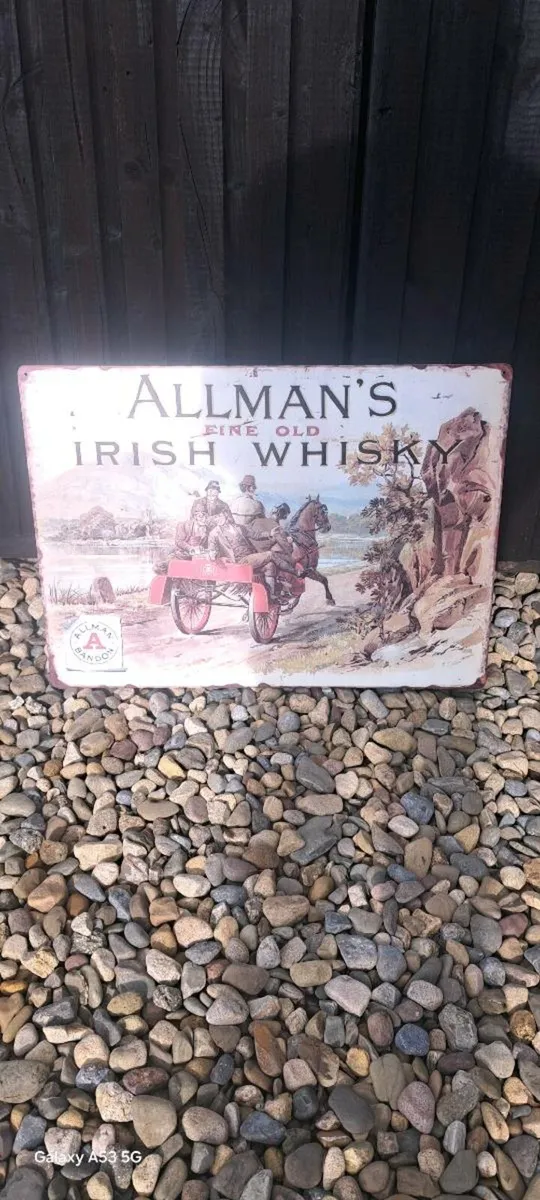 ALLMAN'S
FINE OLD
IRISH WHISKY
ALLMAN
A
BANDON
Galaxy A53 5G